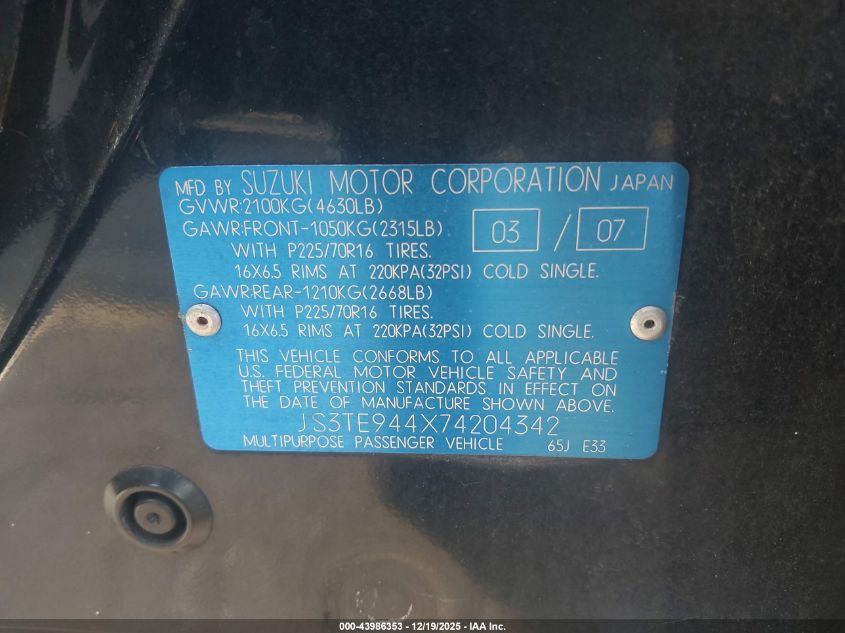 MFD BY SUZUKI MOTOR CORPORATION JAPAN
GVWR:2100KG(4630LB)
GAWR:FRONT-1050KG(2315LB) 03 / 07
WITH P225/70R16 TIRES.
16X6.5 RIMS AT 220KPA(32PSI) COLD SINGLE.
GAWR:REAR-1210KG(2668LB)
WITH P225/70R16 TIRES.
16X6.5 RIMS AT 220KPA(32PSI) COLD SINGLE.
THIS VEHICLE CONFORMS TO ALL APPLICABLE
U.S. FEDERAL MOTOR VEHICLE SAFETY AND
THEFT PREVENTION STANDARDS IN EFFECT ON
THE DATE OF MANUFACTURE SHOWN ABOVE.
JS3TE944X74204342
MULTIPURPOSE PASSENGER VEHICLE 65J E33
000-43986353 - 12/19/2025 - IAA Inc.